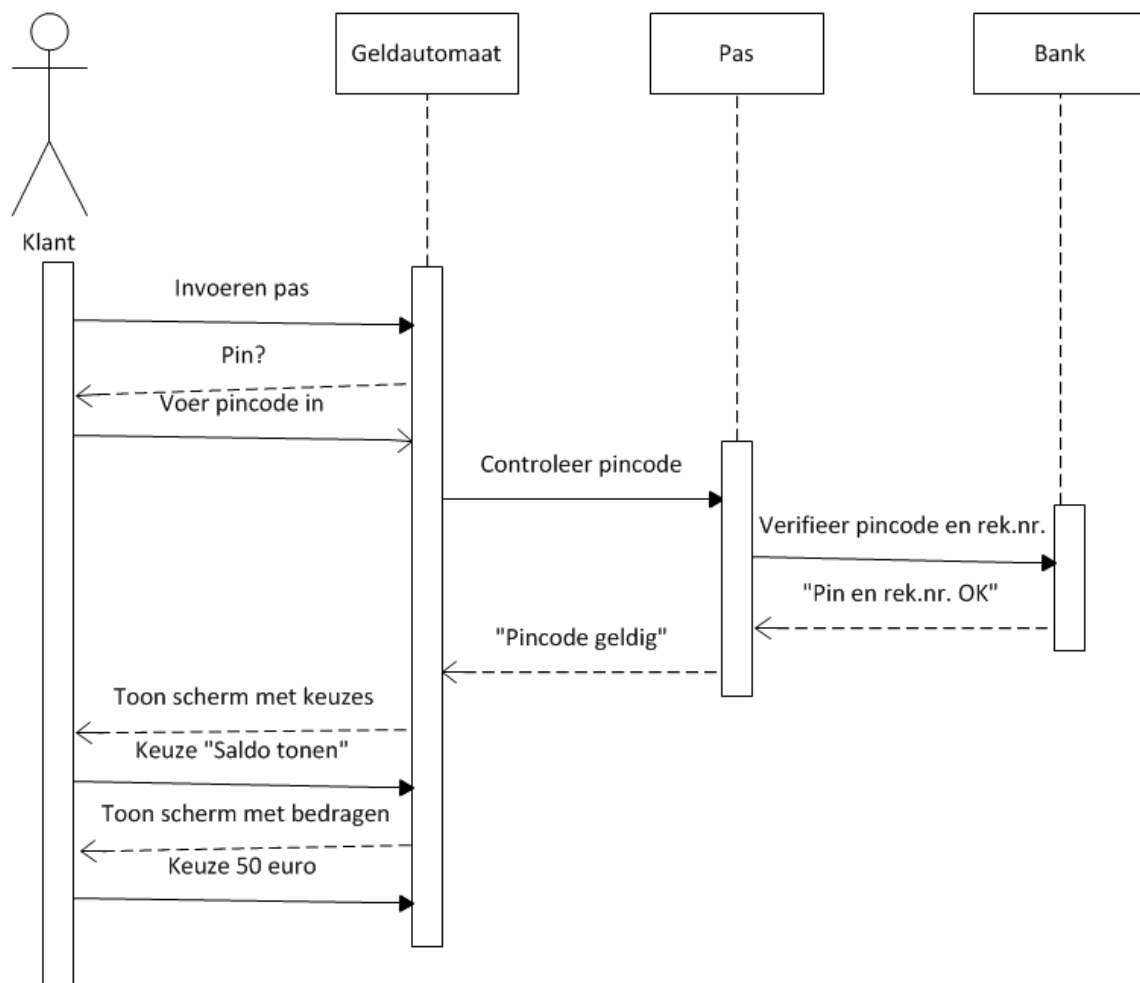 Geldautomaat
Pas
Bank
Klant
Invoeren pas
Pin?
Voer pincode in
Controleer pincode
Verifieer pincode en rek.nr.
"Pin en rek.nr. OK"
"Pincode geldig"
Toon scherm met keuzes
Keuze "Saldo tonen"
Toon scherm met bedragen
Keuze 50 euro